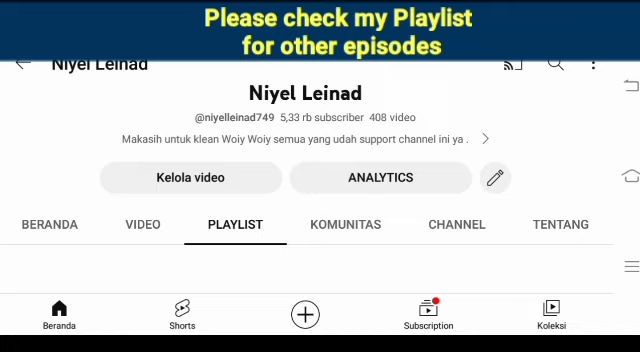 Please check my Playlist
for other episodes
Niyel Leinad
Niyel Leinad
@niyelleinad749 5,33 rb subscriber 408 video
Makasih untuk klean Woiy Woiy semua yang udah support channel ini ya .
Kelola video ANALYTICS
BERANDA VIDEO PLAYLIST KOMUNITAS CHANNEL TENTANG
Beranda Shorts Subscription Koleksi